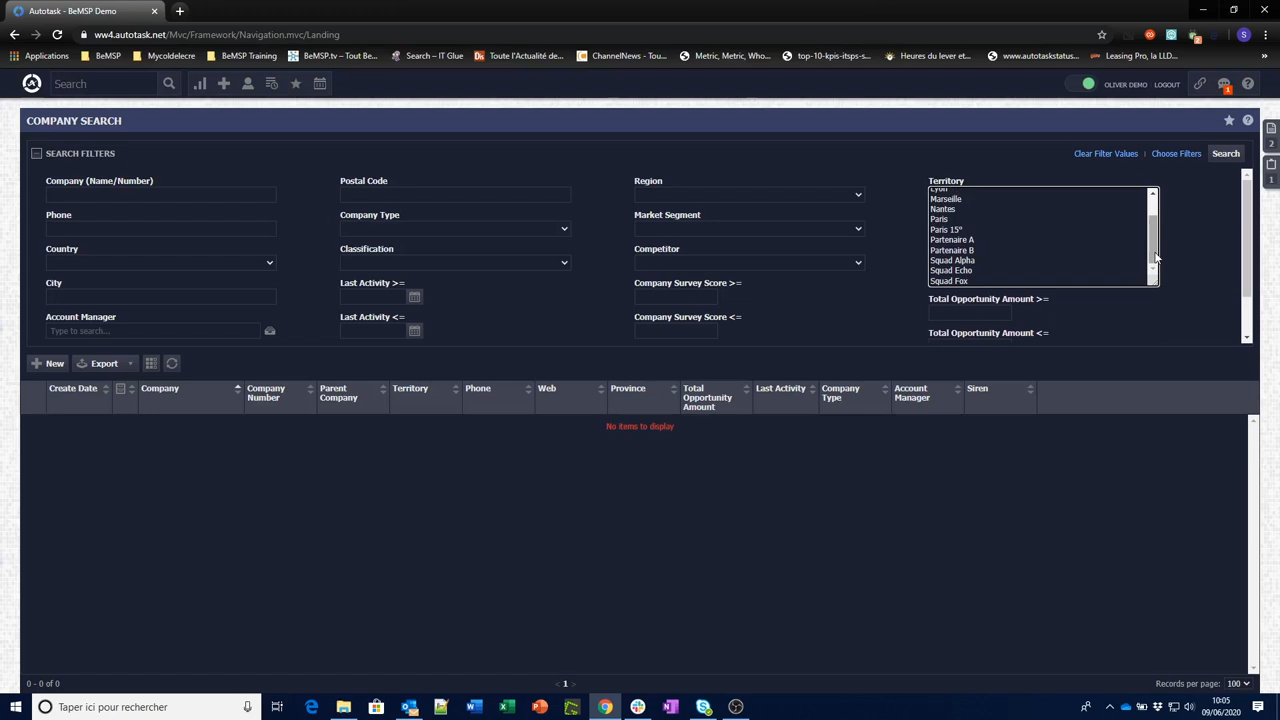 Autotask - BeMSP Demo
ww4.autotask.net/Mvc/Framework/Navigation.mvc/Landing
Applications BeMSP BeMSP Training BeMSP.tv – BeMSP... Search – IT Glue Toute l'Actualité de... ChannelNews - Tou... Metric, Metric, Who... top-10-kpis-itsps-s... Heures du lever et... www.autotaskstatus... Leasing Pro, la LLD...
Search OLIVER DEMO LOGOUT 1
COMPANY SEARCH
2
SEARCH FILTERS Clear Filter Values Choose Filters Search
1
Company (name/Number) Postal Code Region Territory
Lyon
Marseille
Nantes
Paris
Paris 15°
Partenaire A
Partenaire B
Squad Alpha
Squad Echo
Squad Fox
Phone Company Type Market Segment
Country Classification Competitor
City Last Activity >= Company Survey Score >= Total Opportunity Amount >=
Account Manager Last Activity <= Company Survey Score <= Total Opportunity Amount <=
Type to search...
New Export
Create Date Company Company Number Parent Company Territory Phone Web Province Total Opportunity Amount Last Activity Company Type Account Manager Siren
No items to display
0 - 0 of 0 < 1 > Records per page: 100
Taper ici pour rechercher
10:05
09/06/2020